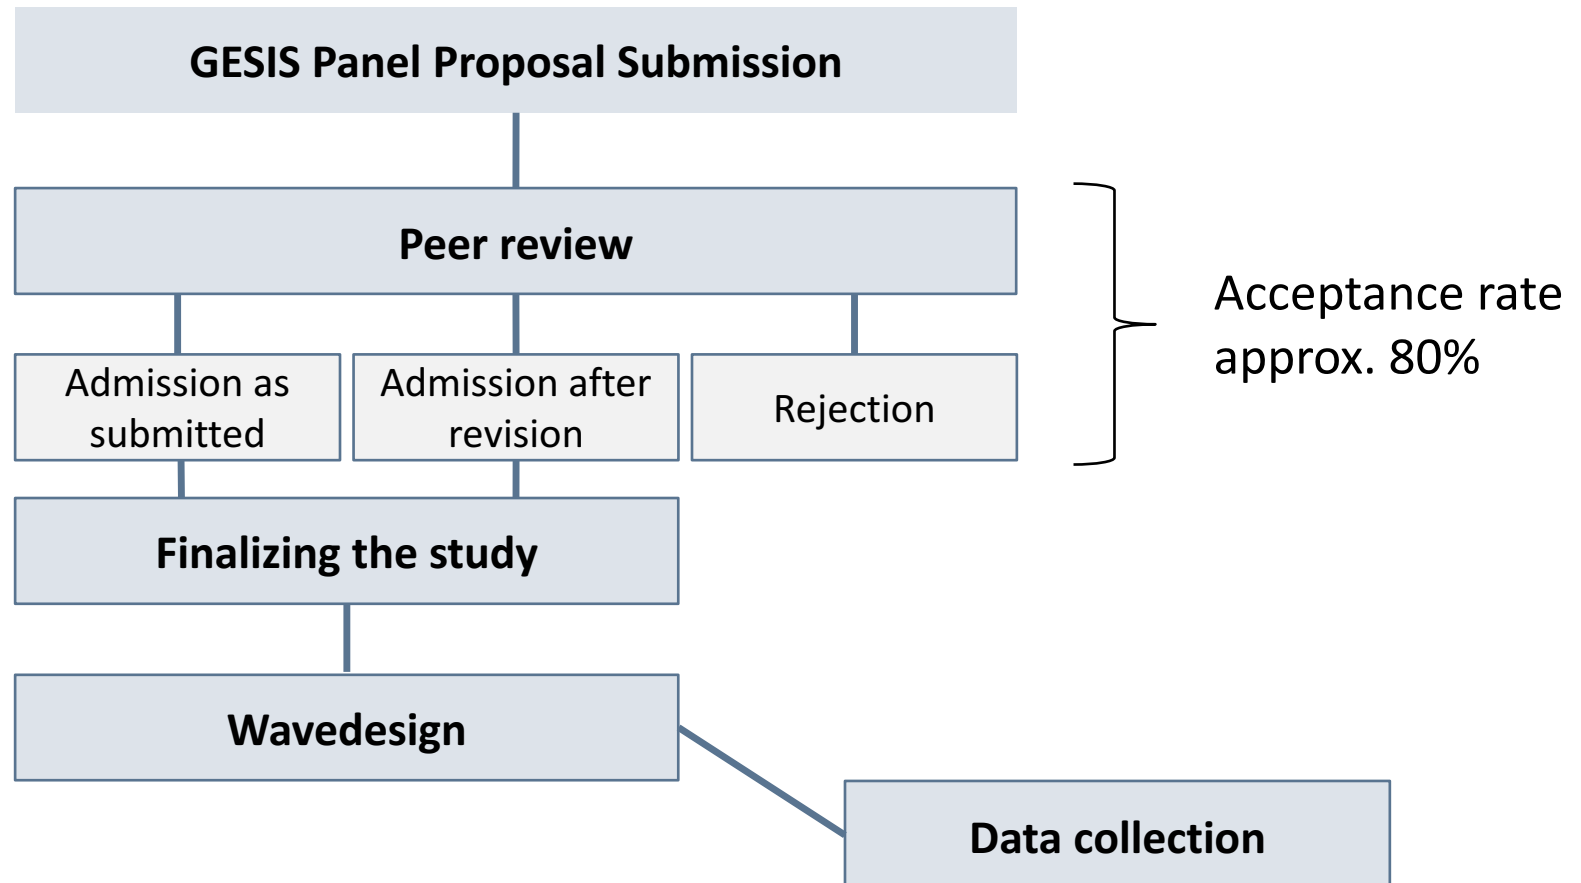 GESIS Panel Proposal Submission
Peer review
Acceptance rate
approx. 80%
Admission as
submitted
Admission after
revision
Rejection
Finalizing the study
Wavedesign
Data collection